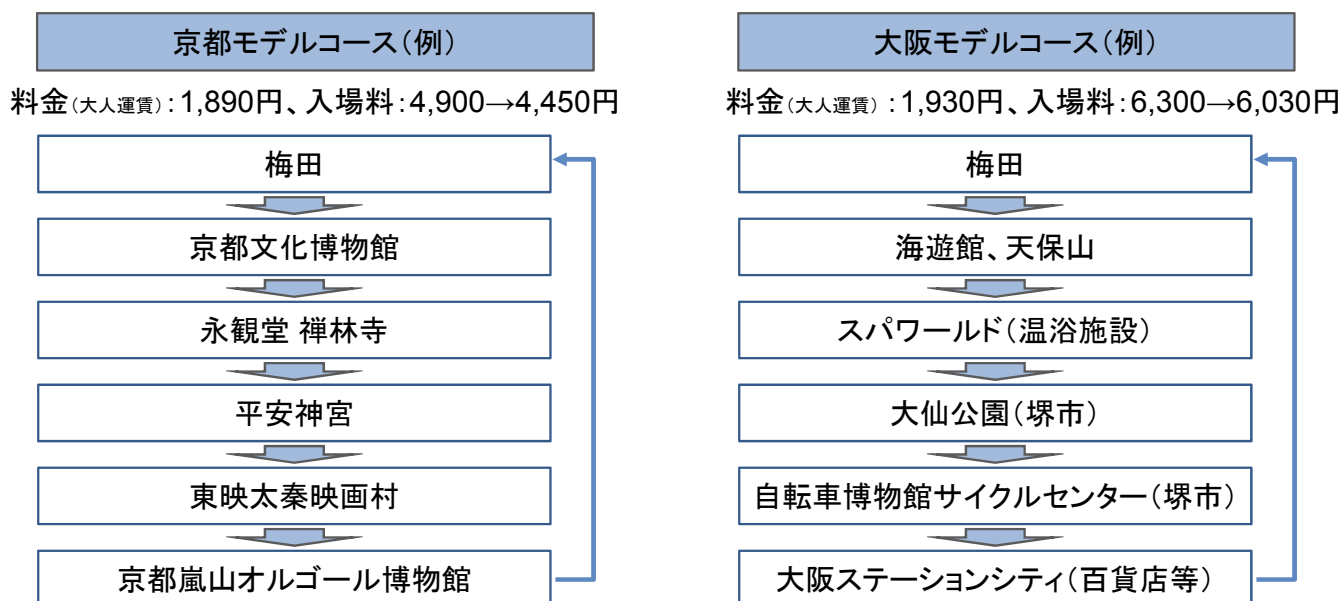 京都モデルコース(例)
料金(大人運賃):1,890円、入場料:4,900→4,450円
梅田
京都文化博物館
永観堂 禅林寺
平安神宮
東映太秦映画村
京都嵐山オルゴール博物館
大阪モデルコース(例)
料金(大人運賃):1,930円、入場料:6,300→6,030円
梅田
海遊館、天保山
スパワールド(温浴施設)
大仙公園(堺市)
自転車博物館サイクルセンター(堺市)
大阪ステーションシティ(百貨店等)